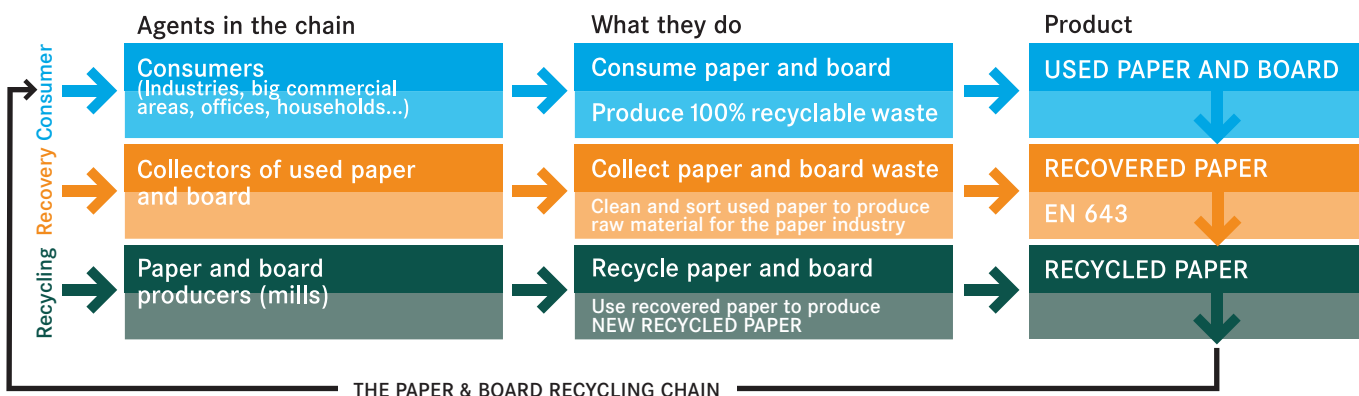 Agents in the chain
What they do
Product
Consumer
Consumers
(Industries, big commercial
areas, offices, households...)
Consume paper and board
Produce 100% recyclable waste
USED PAPER AND BOARD
Recovery
Collectors of used paper
and board
Collect paper and board waste
Clean and sort used paper to produce
raw material for the paper industry
RECOVERED PAPER
EN 643
Recycling
Paper and board
producers (mills)
Recycle paper and board
Use recovered paper to produce
NEW RECYCLED PAPER
RECYCLED PAPER
THE PAPER & BOARD RECYCLING CHAIN